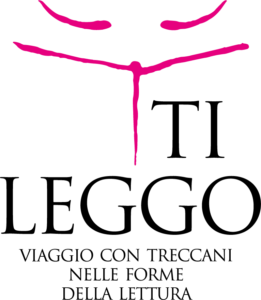 TI
LEGGO
VIAGGIO CON TRECCANI
NELLE FORME
DELLA LETTURA